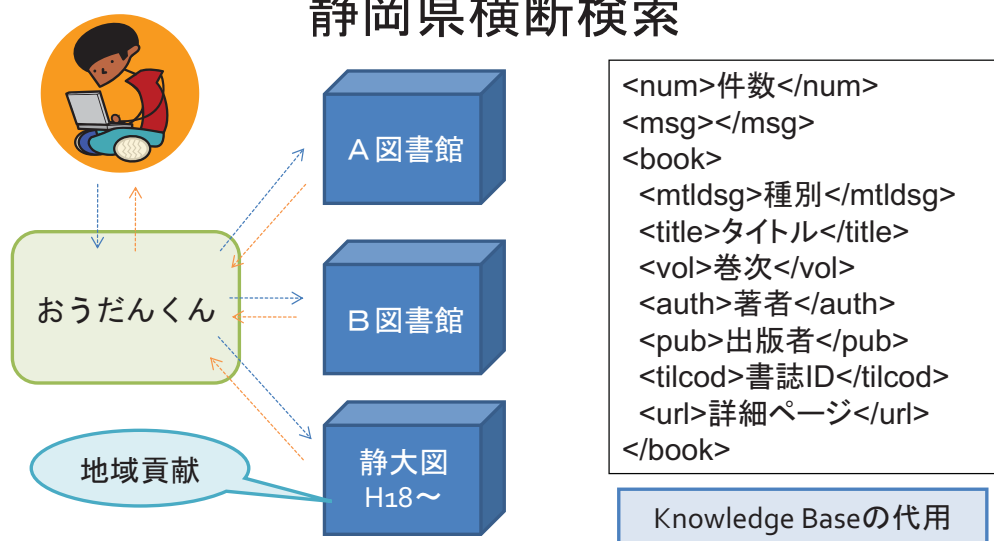 静岡県横断検索
A図書館
おうだんくん
B図書館
地域貢献
静大図
H18～
<num>件数</num>
<msg></msg>
<book>
<mtldsg>種別</mtldsg>
<title>タイトル</title>
<vol>巻次</vol>
<auth>著者</auth>
<pub>出版者</pub>
<tilcod>書誌ID</tilcod>
<url>詳細ページ</url>
</book>
Knowledge Baseの代用